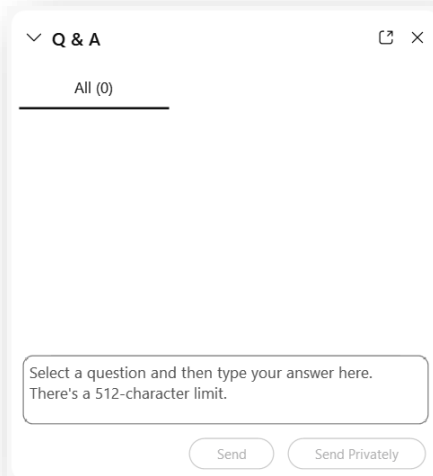 Q & A
All (0)
Select a question and then type your answer here.
There's a 512-character limit.
Send
Send Privately